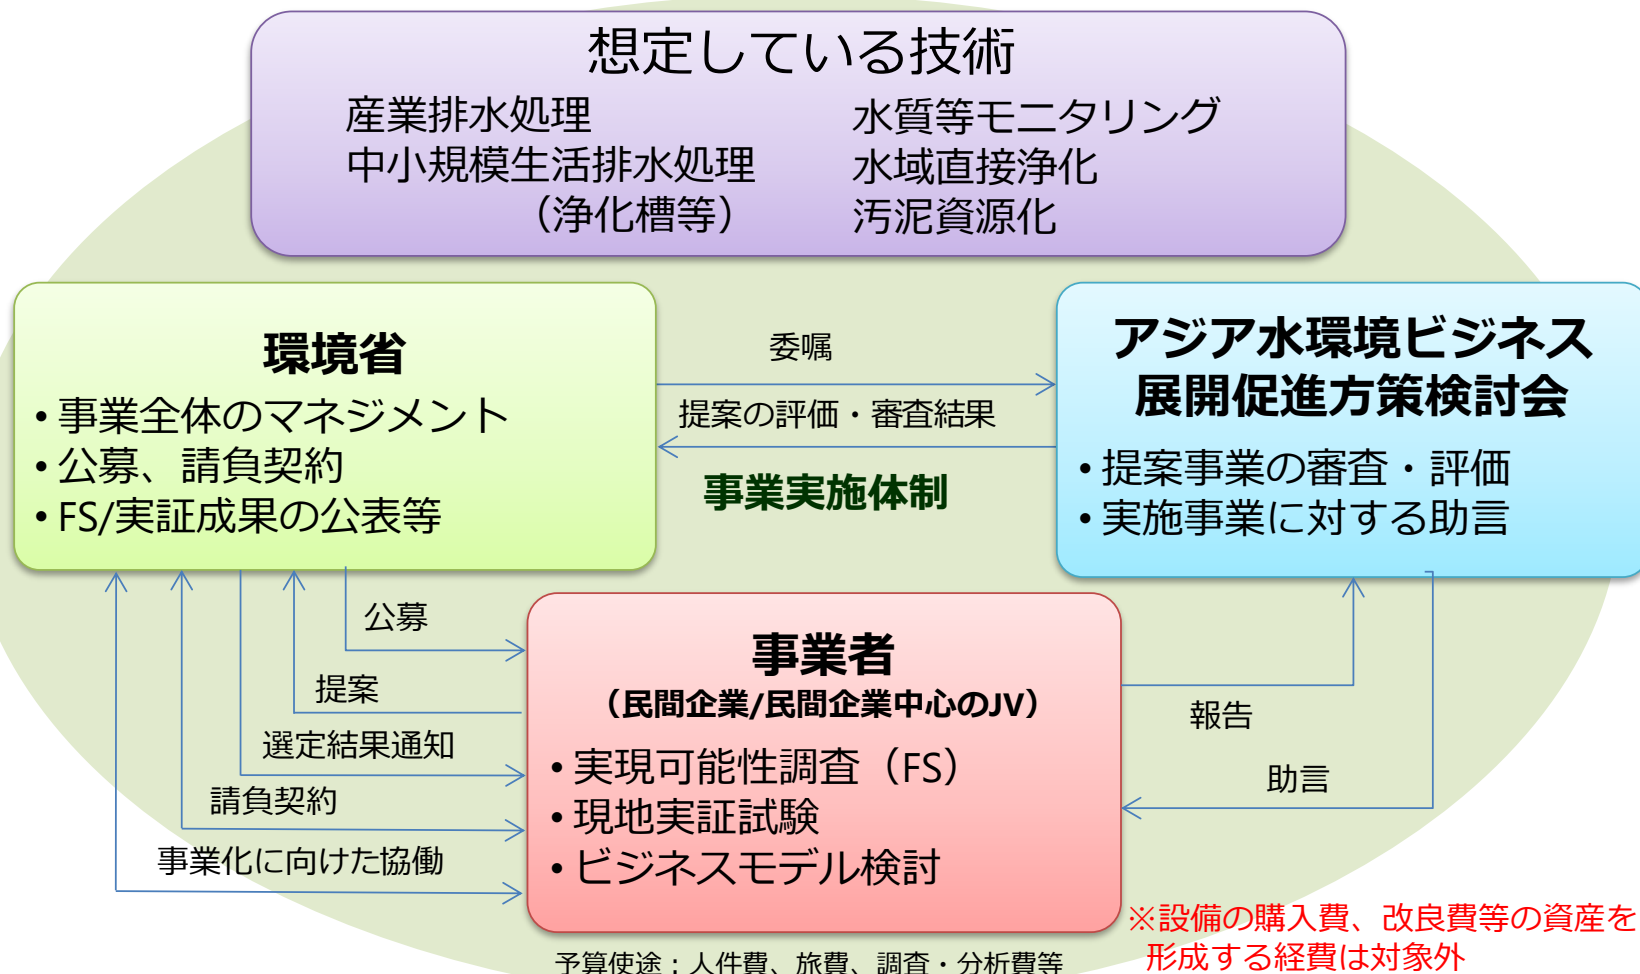 想定している技術
産業排水処理
中小規模生活排水処理
（浄化槽等）
水質等モニタリング
水域直接浄化
汚泥資源化
環境省
• 事業全体のマネジメント
• 公募、請負契約
• FS/実証成果の公表等
委嘱
提案の評価・審査結果
事業実施体制
アジア水環境ビジネス
展開促進方策検討会
• 提案事業の審査・評価
• 実施事業に対する助言
公募
提案
選定結果通知
請負契約
事業化に向けた協働
事業者
（民間企業/民間企業中心のJV）
• 実現可能性調査（FS）
• 現地実証試験
• ビジネスモデル検討
報告
助言
※設備の購入費、改良費等の資産を
形成する経費は対象外
予算使途：人件費、旅費、調査・分析費等